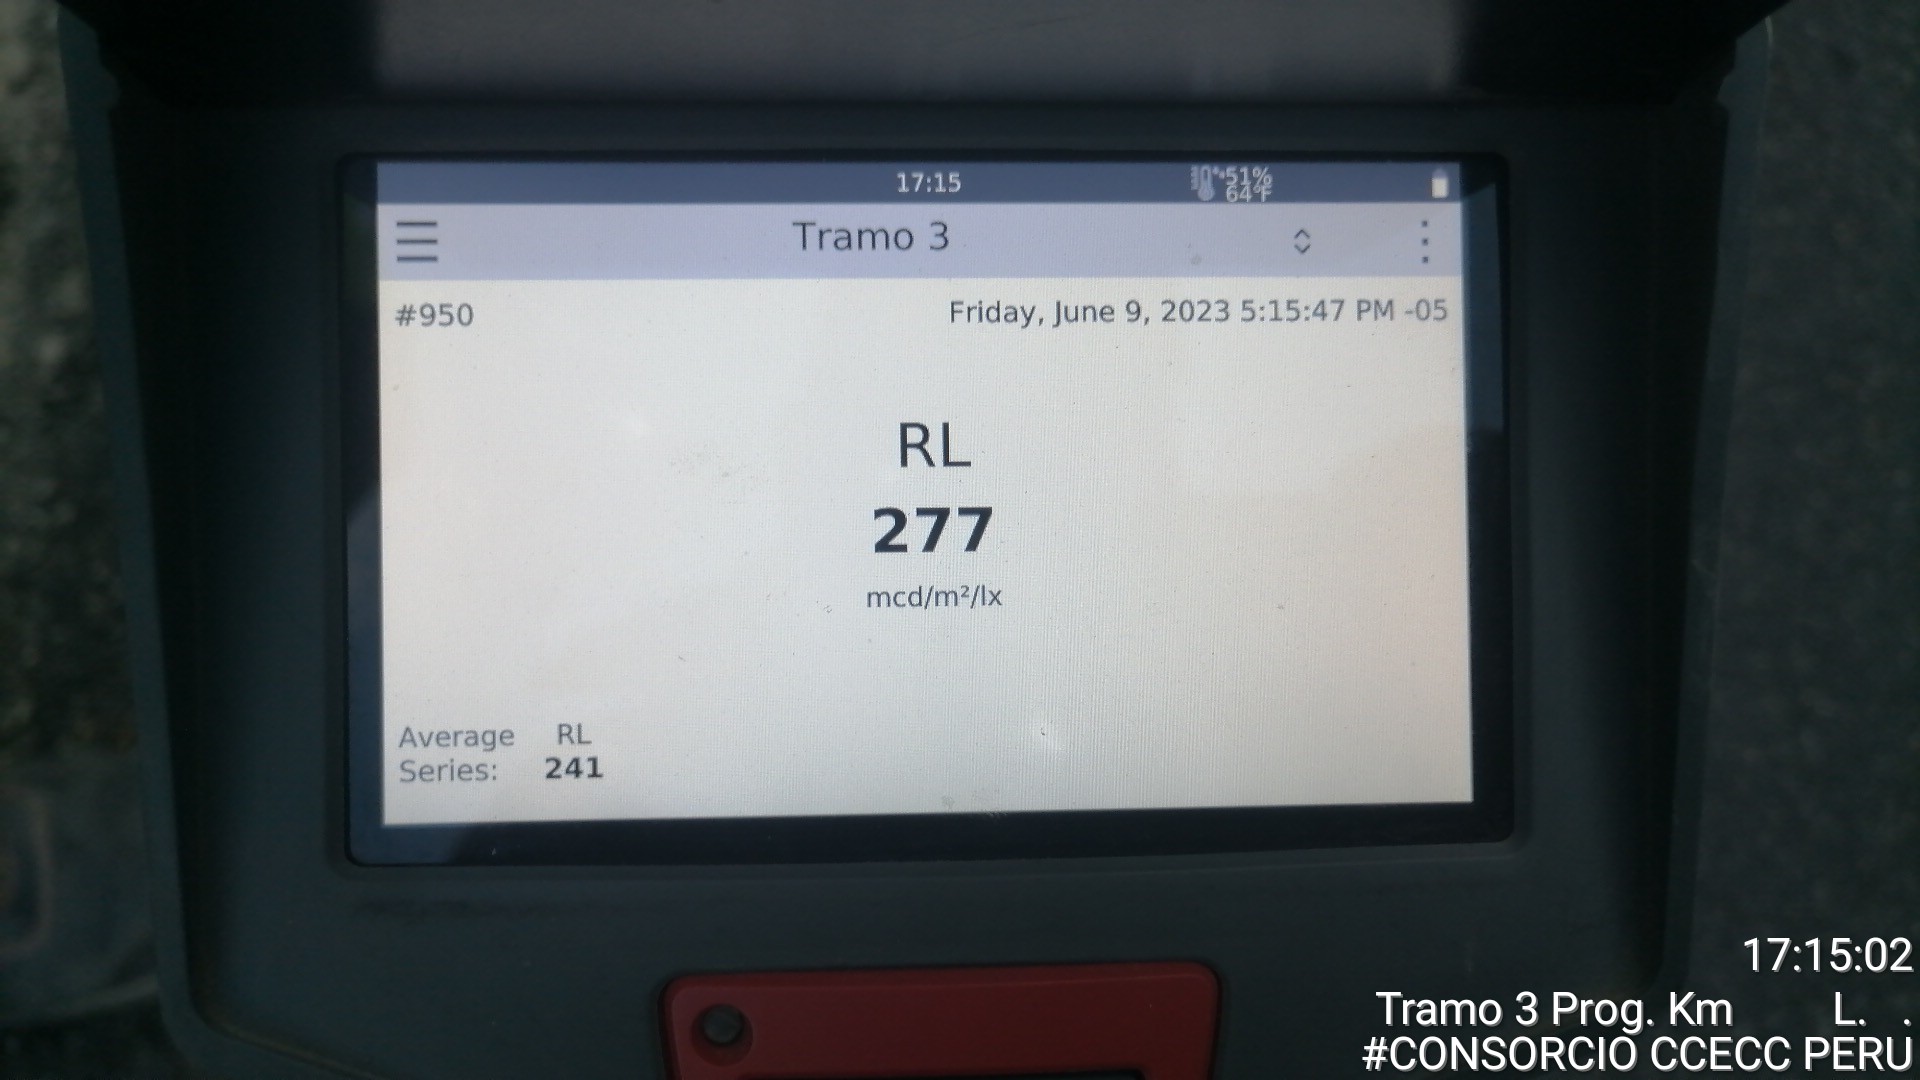 17:15
51%
64°F
Tramo 3
#950
Friday, June 9, 2023 5:15:47 PM -05
RL
277
mcd/m²/lx
Average RL
Series: 241
17:15:02
Tramo 3 Prog. Km L. .
#CONSORCIO CCECC PERU